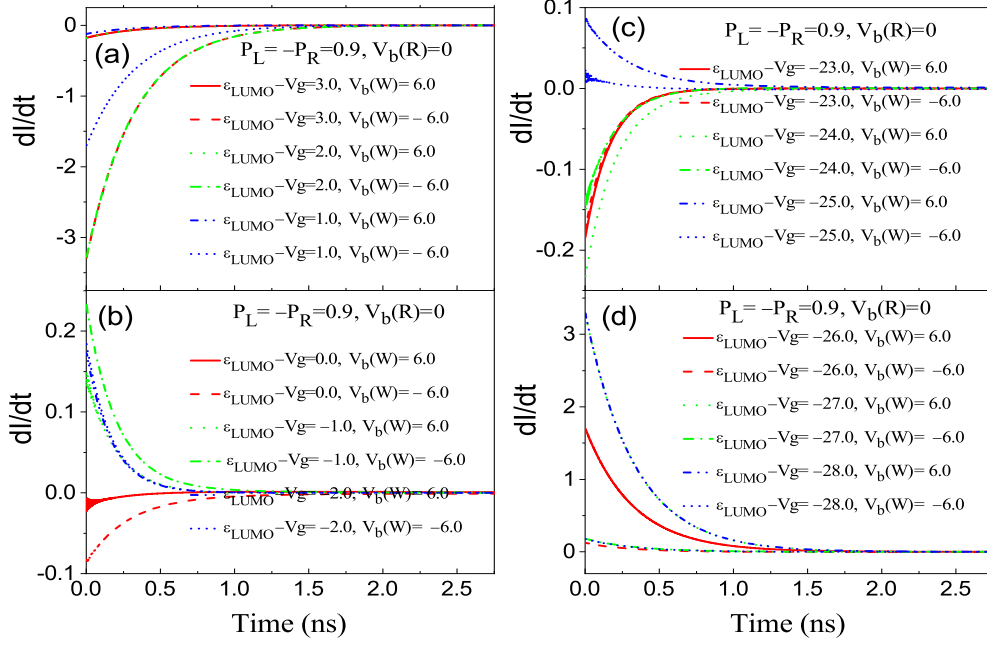 (a)
P_L= −P_R=0.9, V_b(R)=0
ε_LUMO−Vg=3.0, V_b(W)= 6.0
ε_LUMO−Vg=3.0, V_b(W)= − 6.0
ε_LUMO−Vg=2.0, V_b(W)= 6.0
ε_LUMO−Vg=2.0, V_b(W)= − 6.0
ε_LUMO−Vg=1.0, V_b(W)= 6.0
ε_LUMO−Vg=1.0, V_b(W)= − 6.0
0
-1
-2
-3
dI/dt
(b)
P_L= −P_R=0.9, V_b(R)=0
ε_LUMO−Vg=0.0, V_b(W)= 6.0
ε_LUMO−Vg=0.0, V_b(W)= − 6.0
ε_LUMO−Vg= −1.0, V_b(W)= 6.0
ε_LUMO−Vg= −1.0, V_b(W)= −6.0
ε_LUMO−Vg= −2.0, V_b(W)= 6.0
ε_LUMO−Vg= −2.0, V_b(W)= −6.0
0.2
0.1
0.0
-0.1
dI/dt
0.0 0.5 1.0 1.5 2.0 2.5
Time (ns)
(c)
P_L= −P_R=0.9, V_b(R)=0
ε_LUMO−Vg= −23.0, V_b(W)= 6.0
ε_LUMO−Vg= −23.0, V_b(W)= −6.0
ε_LUMO−Vg= −24.0, V_b(W)= 6.0
ε_LUMO−Vg= −24.0, V_b(W)= −6.0
ε_LUMO−Vg= −25.0, V_b(W)= 6.0
ε_LUMO−Vg= −25.0, V_b(W)= −6.0
0.1
0.0
-0.1
-0.2
dI/dt
(d)
P_L= −P_R=0.9, V_b(R)=0
ε_LUMO−Vg= −26.0, V_b(W)= 6.0
ε_LUMO−Vg= −26.0, V_b(W)= −6.0
ε_LUMO−Vg= −27.0, V_b(W)= 6.0
ε_LUMO−Vg= −27.0, V_b(W)= −6.0
ε_LUMO−Vg= −28.0, V_b(W)= 6.0
ε_LUMO−Vg= −28.0, V_b(W)= −6.0
3
2
1
0
dI/dt
0.0 0.5 1.0 1.5 2.0 2.5
Time (ns)